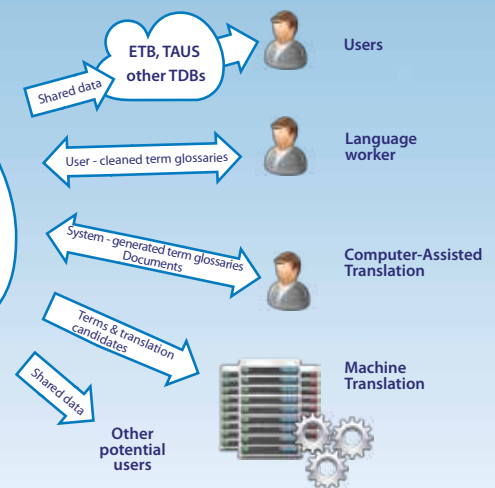 ETB, TAUS
other TDBs
Users
Shared data
User - cleaned term glossaries
Language
worker
System - generated term glossaries
Documents
Computer-Assisted
Translation
Terms & translation
candidates
Machine
Translation
Shared data
Other
potential
users